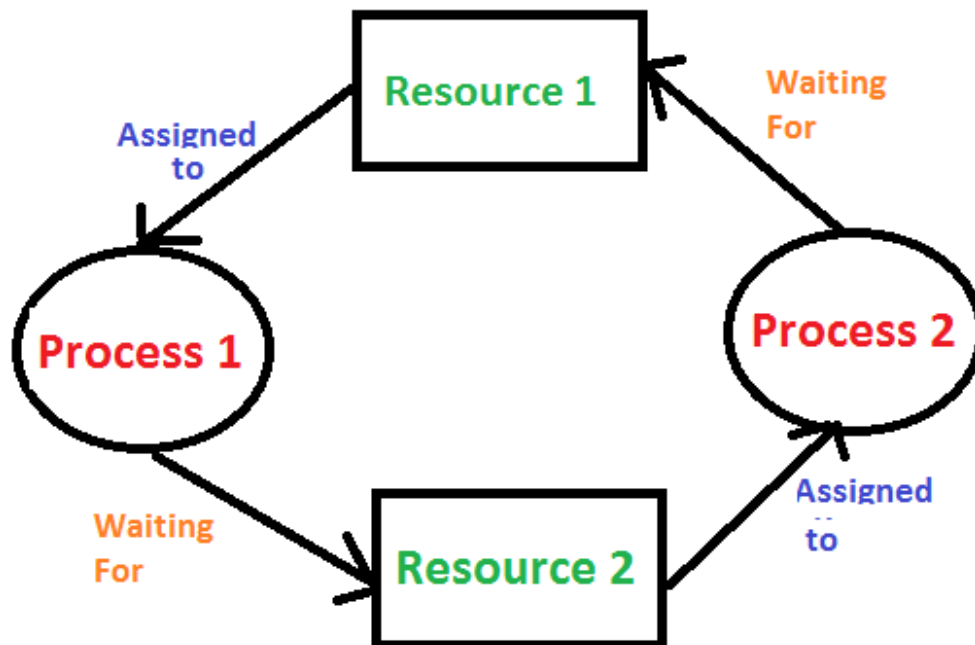 Resource 1
Waiting
For
Assigned
to
Process 1
Process 2
Waiting
For
Resource 2
Assigned
to